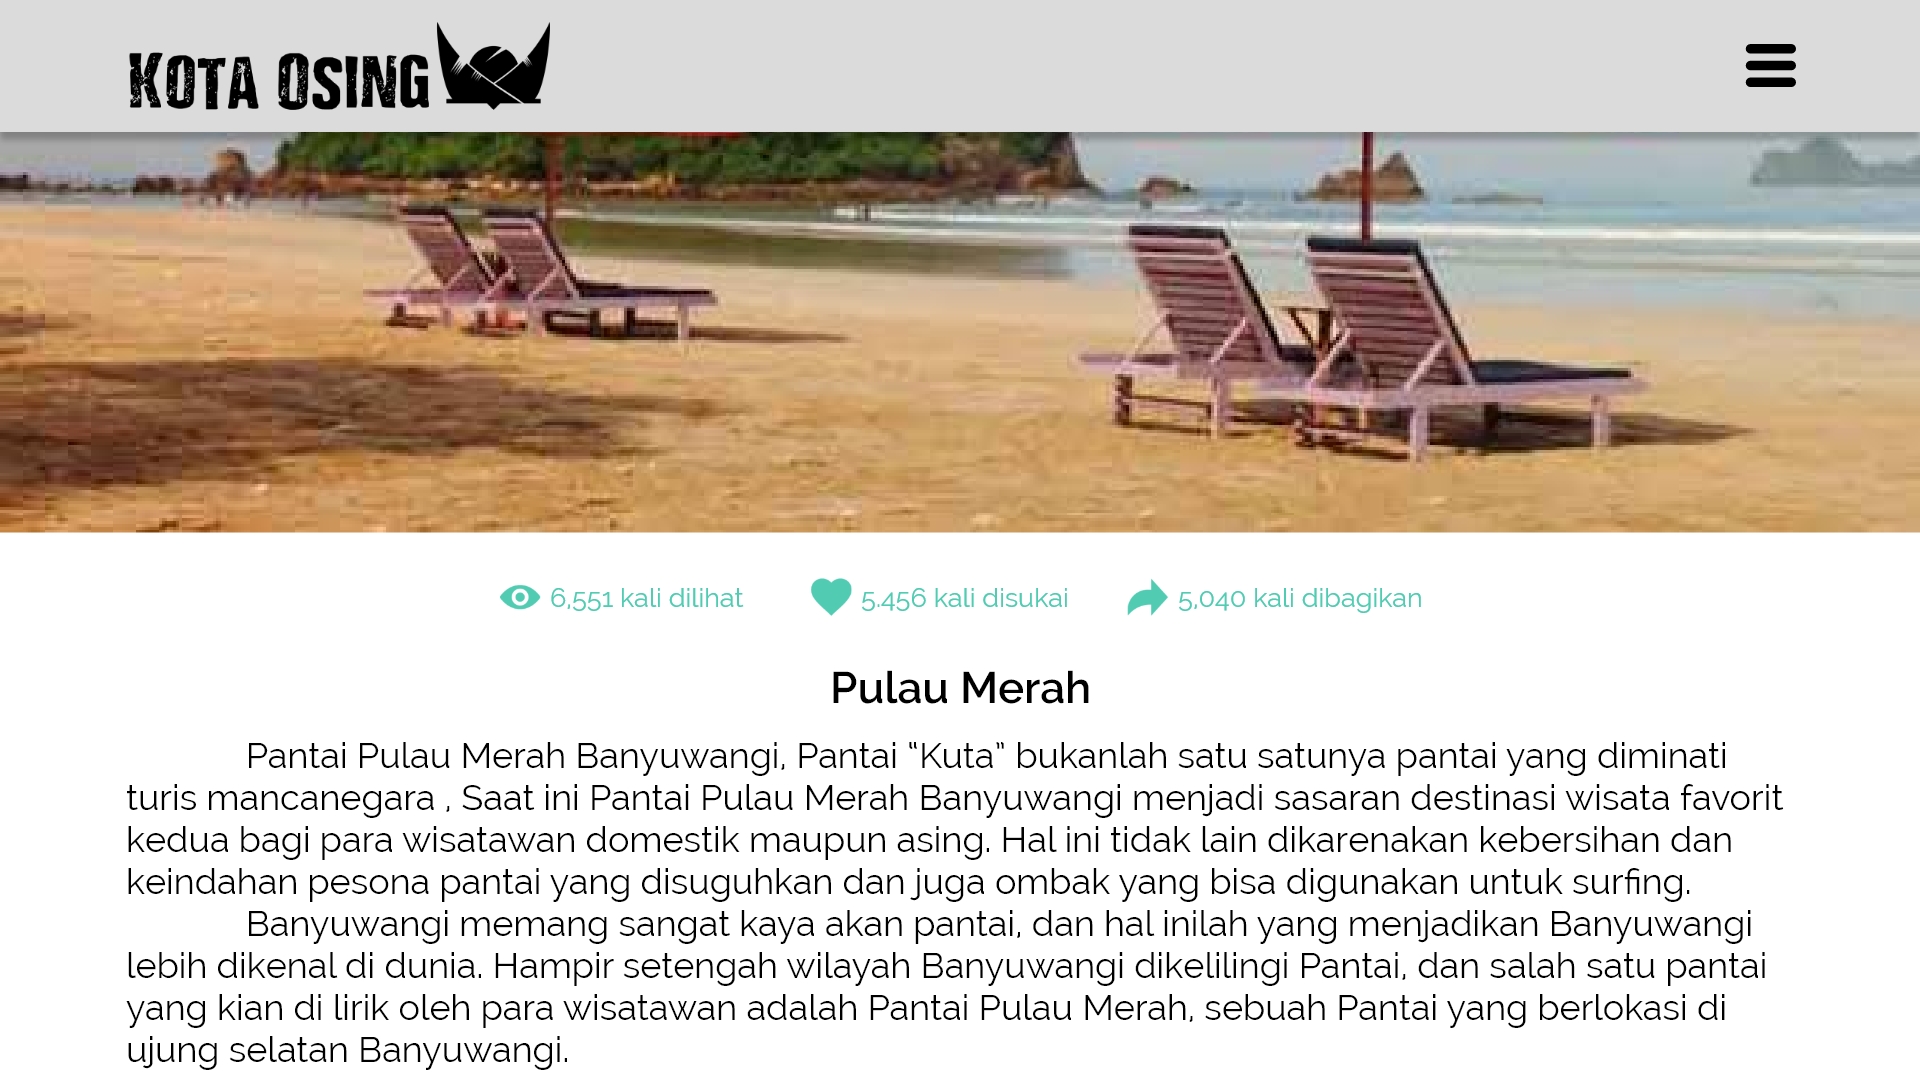 KOTA OSING
6,551 kali dilihat
5.456 kali disukai
5,040 kali dibagikan
Pulau Merah
Pantai Pulau Merah Banyuwangi, Pantai “Kuta” bukanlah satu satunya pantai yang diminati
turis mancanegara , Saat ini Pantai Pulau Merah Banyuwangi menjadi sasaran destinasi wisata favorit
kedua bagi para wisatawan domestik maupun asing. Hal ini tidak lain dikarenakan kebersihan dan
keindahan pesona pantai yang disuguhkan dan juga ombak yang bisa digunakan untuk surfing.
Banyuwangi memang sangat kaya akan pantai, dan hal inilah yang menjadikan Banyuwangi
lebih dikenal di dunia. Hampir setengah wilayah Banyuwangi dikelilingi Pantai, dan salah satu pantai
yang kian di lirik oleh para wisatawan adalah Pantai Pulau Merah, sebuah Pantai yang berlokasi di
ujung selatan Banyuwangi.